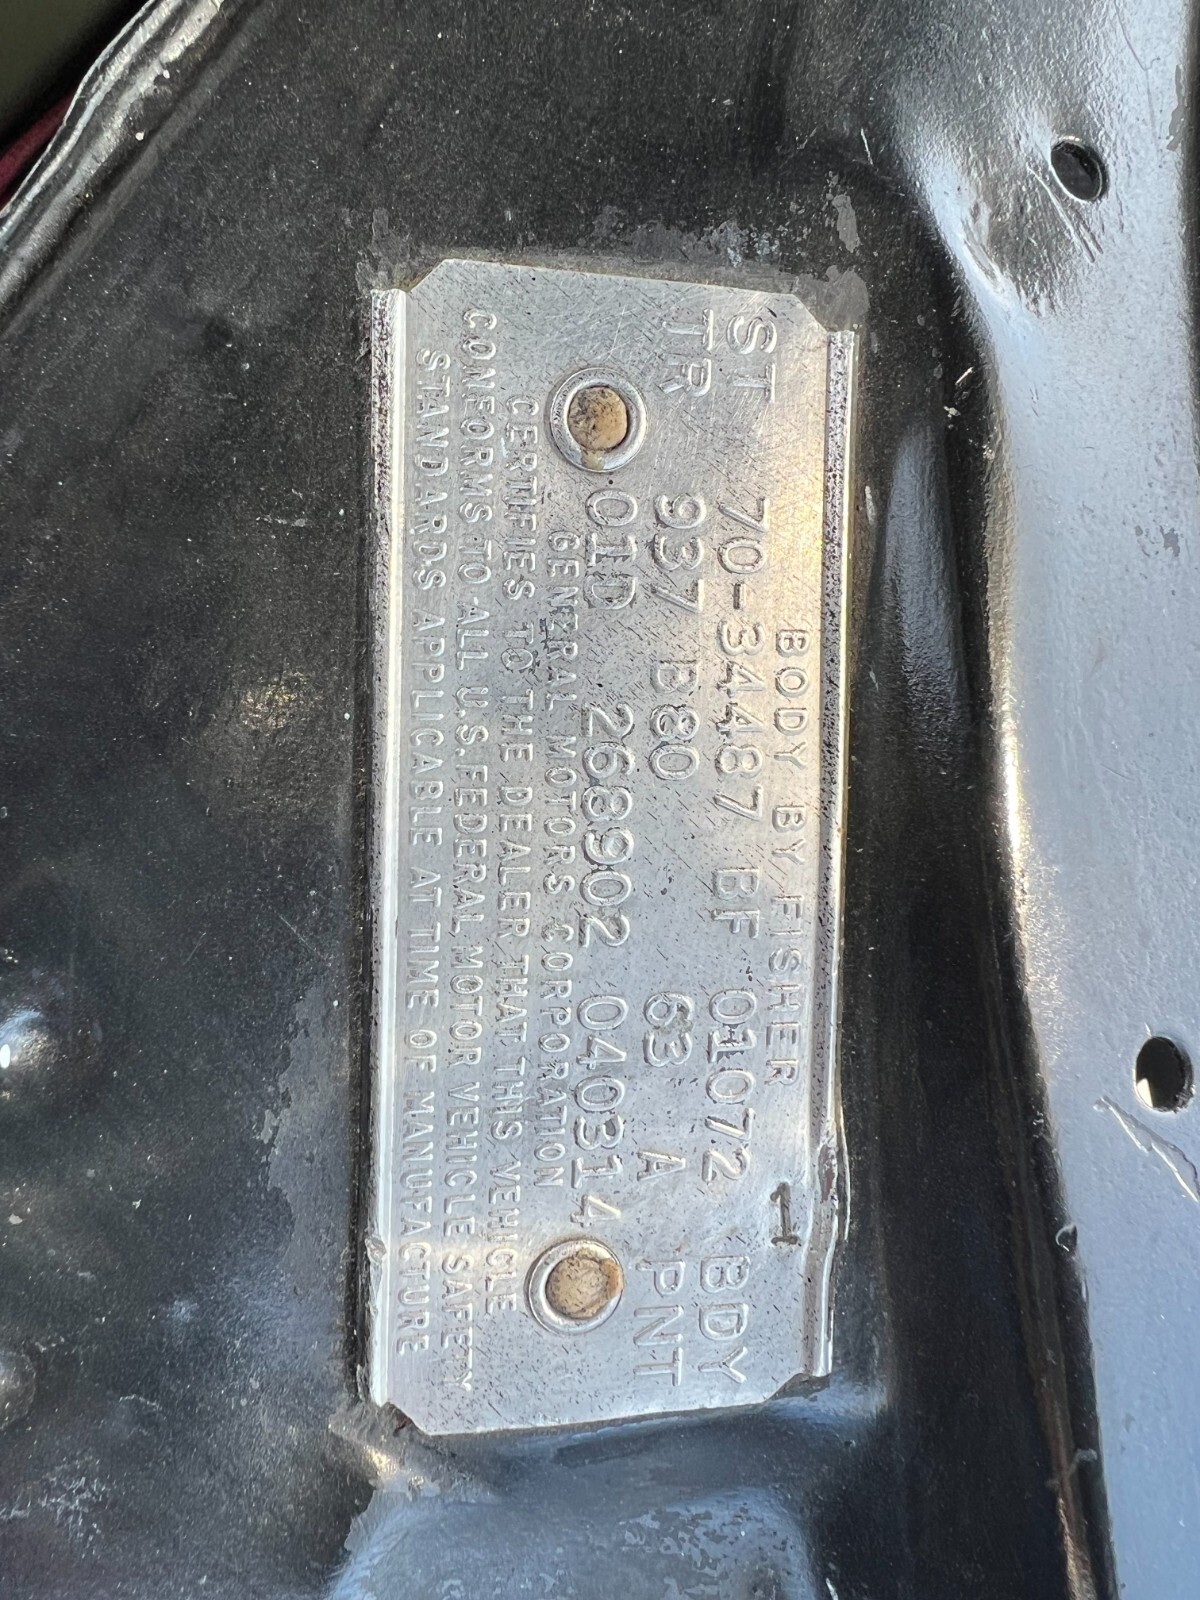 BODY BY FISHER 1
ST 70-34487 BF 01072 BDY
TR 937 B80 63 A PNT
01D 268902 040314
GENERAL MOTORS CORPORATION
CERTIFIES TO THE DEALER THAT THIS VEHICLE
CONFORMS TO ALL U.S. FEDERAL MOTOR VEHICLE SAFETY
STANDARDS APPLICABLE AT TIME OF MANUFACTURE